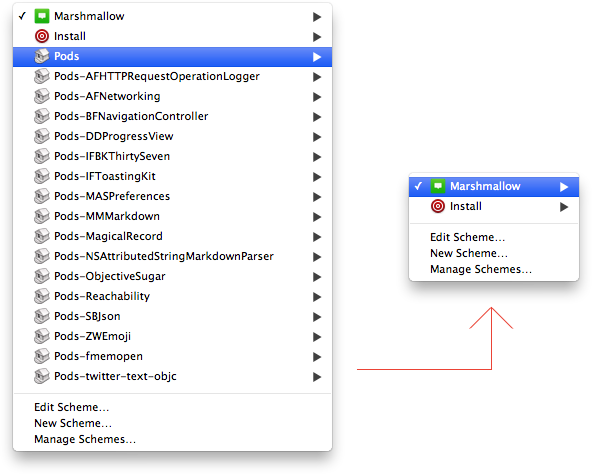 Marshmallow
Install
Pods
Pods-AFHTTPRequestOperationLogger
Pods-AFNetworking
Pods-BFNavigationController
Pods-DDProgressView
Pods-IFBKThirtySeven
Pods-IFToastingKit
Pods-MASPreferences
Pods-MMMarkdown
Pods-MagicalRecord
Pods-NSAttributedStringMarkdownParser
Pods-ObjectiveSugar
Pods-Reachability
Pods-SBJson
Pods-ZWEmoji
Pods-fmemopen
Pods-twitter-text-objc
Edit Scheme...
New Scheme...
Manage Schemes...
Marshmallow
Install
Edit Scheme...
New Scheme...
Manage Schemes...